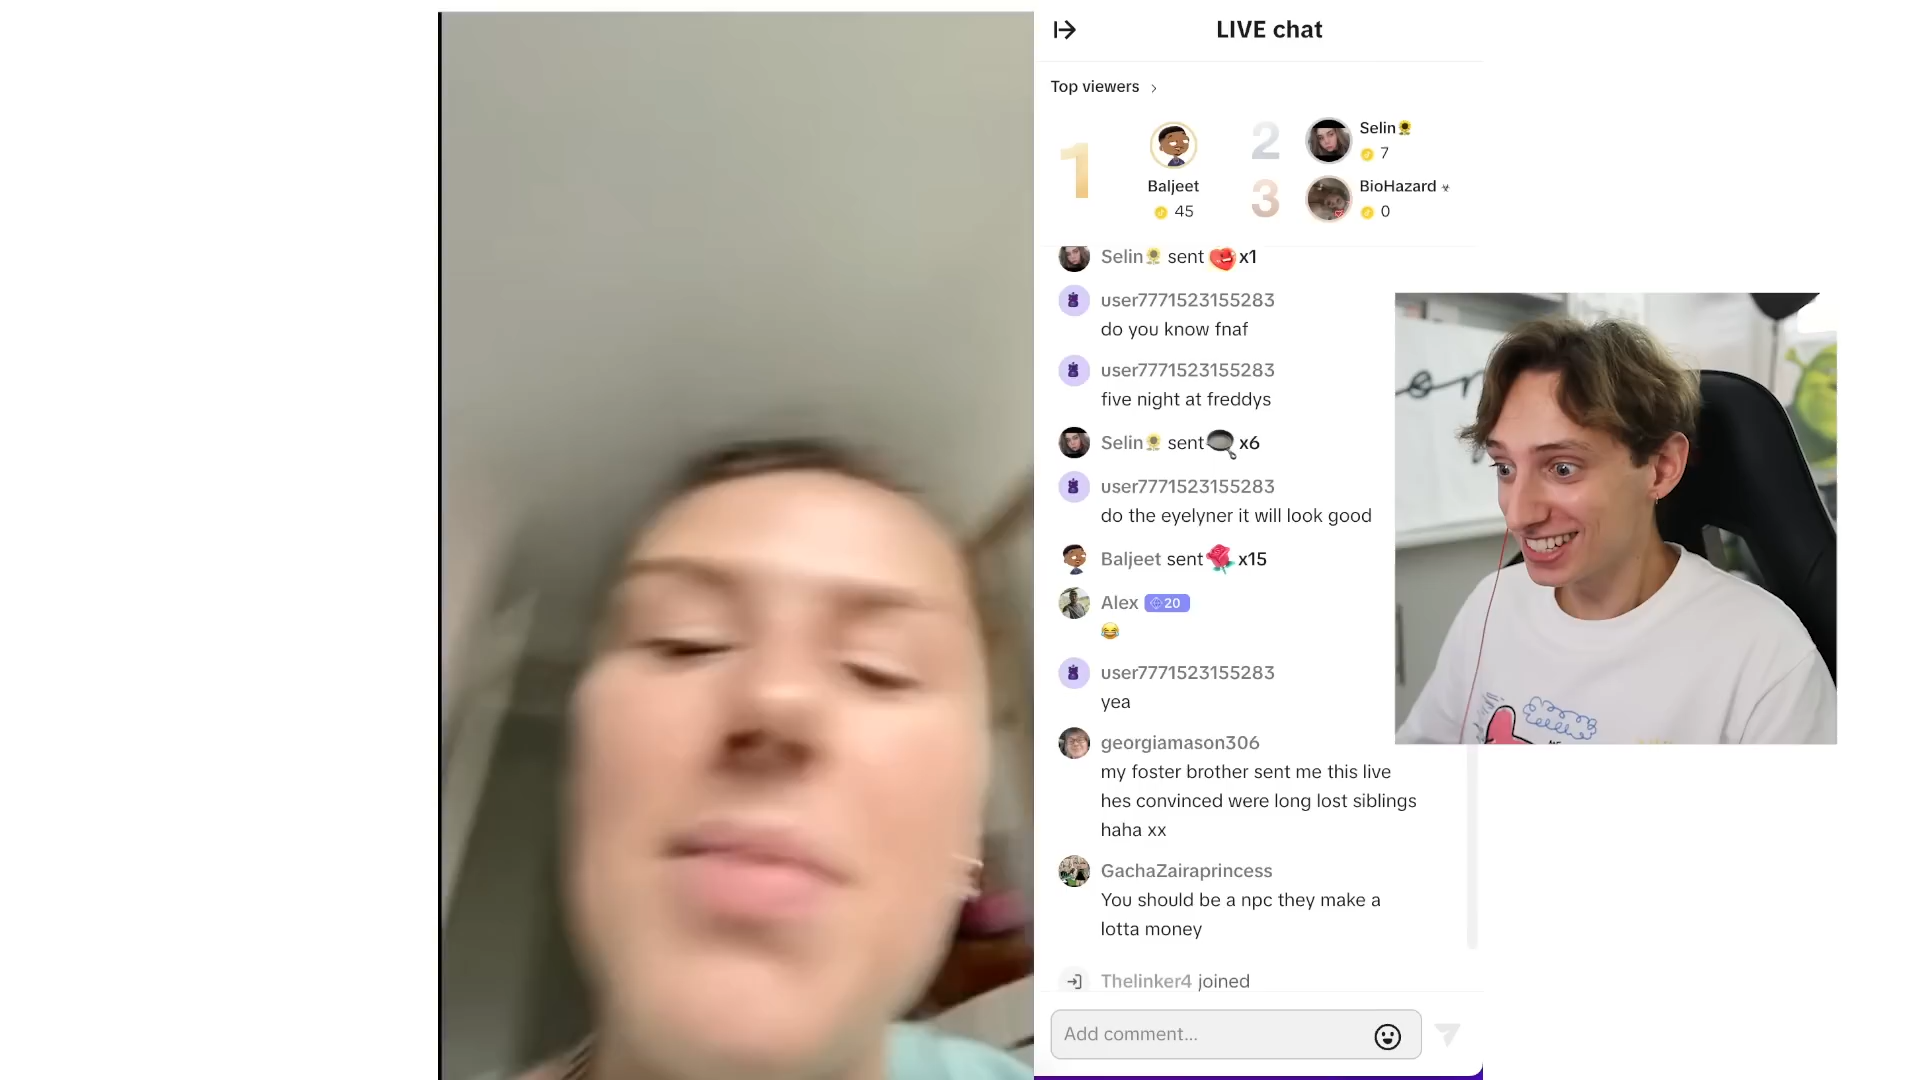 LIVE chat
Top viewers
1
Baljeet
45
2
Selin
7
3
BioHazard
0
Selin sent x1
user7771523155283
do you know fnaf
user7771523155283
five night at freddys
Selin sent x6
user7771523155283
do the eyelyner it will look good
Baljeet sent x15
Alex 20
user7771523155283
yea
georgiamason306
my foster brother sent me this live
hes convinced were long lost siblings
haha xx
GachaZairaprincess
You should be a npc they make a
lotta money
Thelinker4 joined
Add comment...